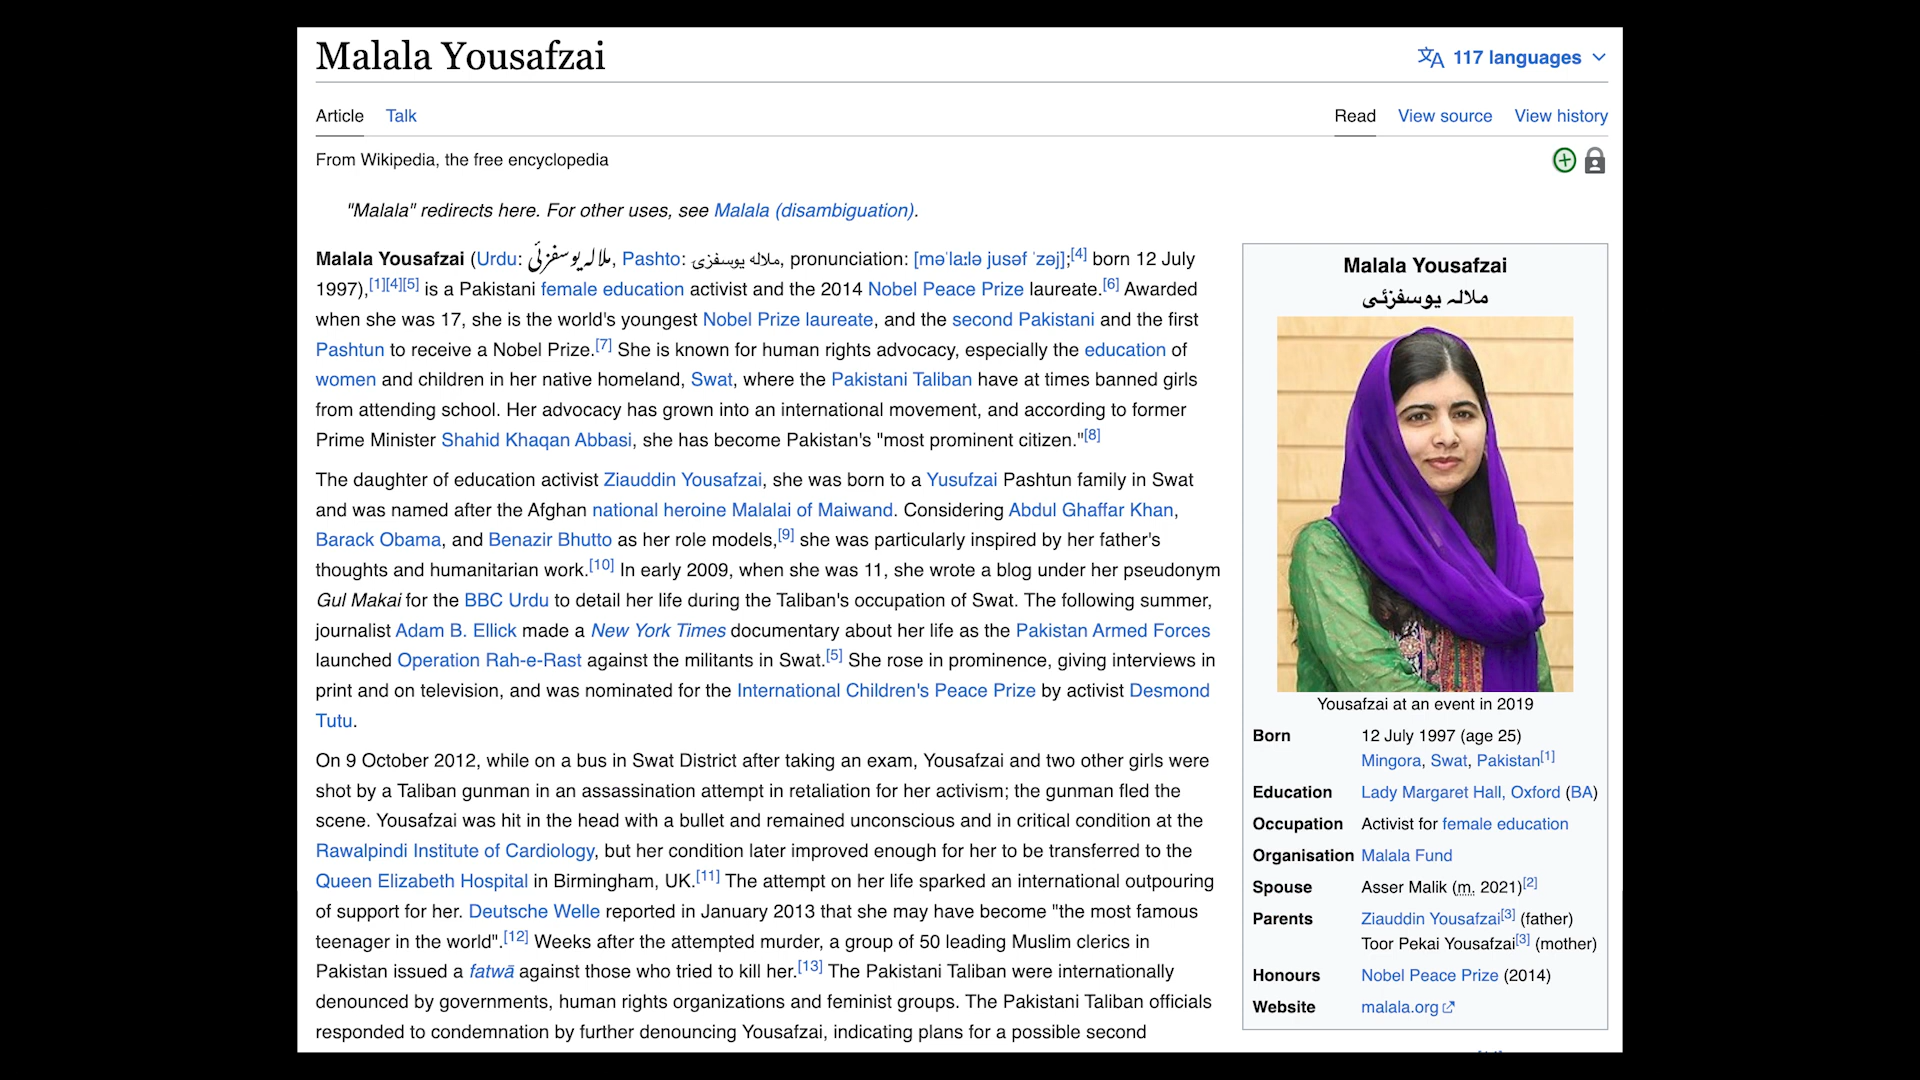 Malala Yousafzai
117 languages
Article Talk
Read View source View history
From Wikipedia, the free encyclopedia
"Malala" redirects here. For other uses, see Malala (disambiguation).
Malala Yousafzai (Urdu: ملالہ یوسفزئی, Pashto: ملاله یوسفزۍ, pronunciation: [məˈlaːlə jusəf ˈzəj];[4] born 12 July
1997),[1][4][5] is a Pakistani female education activist and the 2014 Nobel Peace Prize laureate.[6] Awarded
when she was 17, she is the world's youngest Nobel Prize laureate, and the second Pakistani and the first
Pashtun to receive a Nobel Prize.[7] She is known for human rights advocacy, especially the education of
women and children in her native homeland, Swat, where the Pakistani Taliban have at times banned girls
from attending school. Her advocacy has grown into an international movement, and according to former
Prime Minister Shahid Khaqan Abbasi, she has become Pakistan's "most prominent citizen."[8]
The daughter of education activist Ziauddin Yousafzai, she was born to a Yusufzai Pashtun family in Swat
and was named after the Afghan national heroine Malalai of Maiwand. Considering Abdul Ghaffar Khan,
Barack Obama, and Benazir Bhutto as her role models,[9] she was particularly inspired by her father's
thoughts and humanitarian work.[10] In early 2009, when she was 11, she wrote a blog under her pseudonym
Gul Makai for the BBC Urdu to detail her life during the Taliban's occupation of Swat. The following summer,
journalist Adam B. Ellick made a New York Times documentary about her life as the Pakistan Armed Forces
launched Operation Rah-e-Rast against the militants in Swat.[5] She rose in prominence, giving interviews in
print and on television, and was nominated for the International Children's Peace Prize by activist Desmond
Tutu.
On 9 October 2012, while on a bus in Swat District after taking an exam, Yousafzai and two other girls were
shot by a Taliban gunman in an assassination attempt in retaliation for her activism; the gunman fled the
scene. Yousafzai was hit in the head with a bullet and remained unconscious and in critical condition at the
Rawalpindi Institute of Cardiology, but her condition later improved enough for her to be transferred to the
Queen Elizabeth Hospital in Birmingham, UK.[11] The attempt on her life sparked an international outpouring
of support for her. Deutsche Welle reported in January 2013 that she may have become "the most famous
teenager in the world".[12] Weeks after the attempted murder, a group of 50 leading Muslim clerics in
Pakistan issued a fatwā against those who tried to kill her.[13] The Pakistani Taliban were internationally
denounced by governments, human rights organizations and feminist groups. The Pakistani Taliban officials
responded to condemnation by further denouncing Yousafzai, indicating plans for a possible second
Malala Yousafzai
ملالہ یوسفزئی
Yousafzai at an event in 2019
Born 12 July 1997 (age 25)
Mingora, Swat, Pakistan[1]
Education Lady Margaret Hall, Oxford (BA)
Occupation Activist for female education
Organisation Malala Fund
Spouse Asser Malik (m. 2021)[2]
Parents Ziauddin Yousafzai[3] (father)
Toor Pekai Yousafzai[3] (mother)
Honours Nobel Peace Prize (2014)
Website malala.org